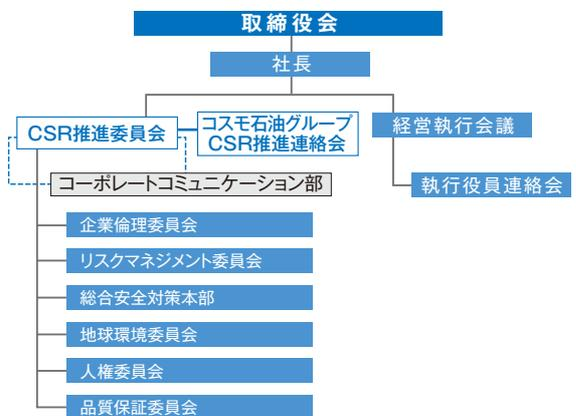 取締役会
社長
CSR推進委員会
コスモ石油グループ
CSR推進連絡会
経営執行会議
コーポレートコミュニケーション部
執行役員連絡会
企業倫理委員会
リスクマネジメント委員会
総合安全対策本部
地球環境委員会
人権委員会
品質保証委員会